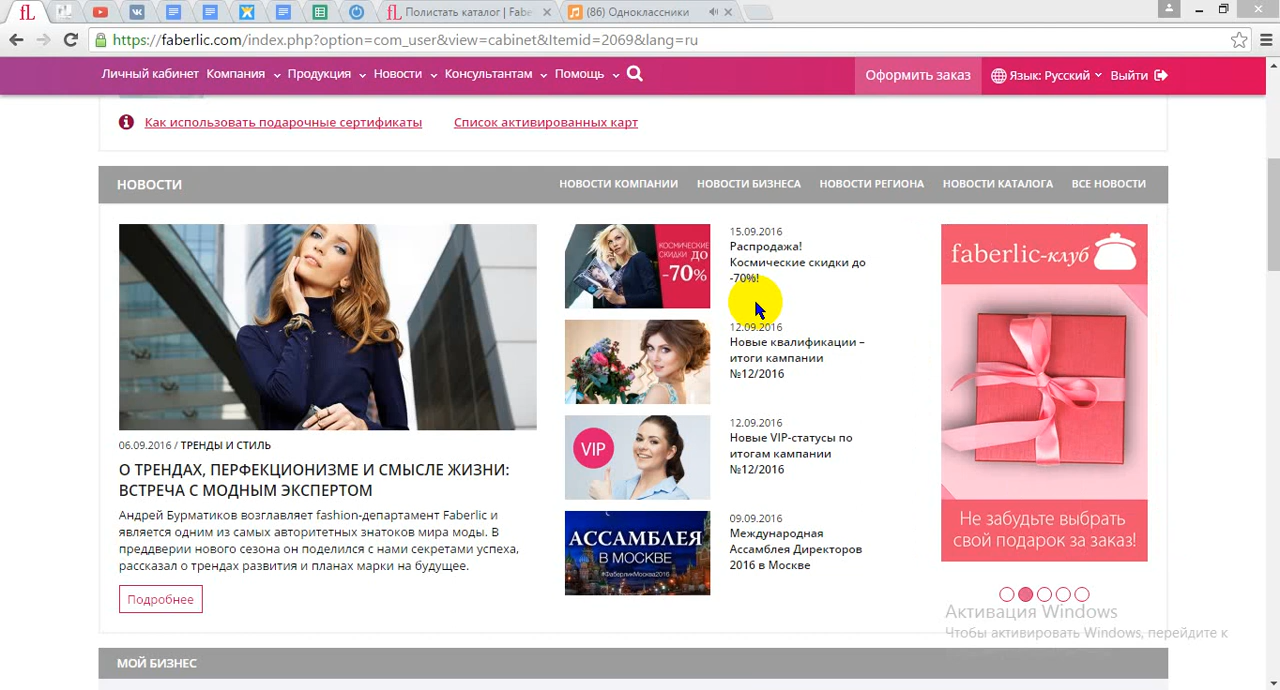 fL Полистать каталог | Fabe
(86) Одноклассники
https://faberlic.com/index.php?option=com_user&view=cabinet&Itemid=2069&lang=ru
Личный кабинет Компания Продукция Новости Консультантам Помощь
Оформить заказ
Язык: Русский Выйти
Как использовать подарочные сертификаты Список активированных карт
НОВОСТИ
НОВОСТИ КОМПАНИИ НОВОСТИ БИЗНЕСА НОВОСТИ РЕГИОНА НОВОСТИ КАТАЛОГА ВСЕ НОВОСТИ
06.09.2016 / ТРЕНДЫ И СТИЛЬ
О ТРЕНДАХ, ПЕРФЕКЦИОНИЗМЕ И СМЫСЛЕ ЖИЗНИ:
ВСТРЕЧА С МОДНЫМ ЭКСПЕРТОМ
Андрей Бурматиков возглавляет fashion-департамент Faberlic и
является одним из самых авторитетных знатоков мира моды. В
преддверии нового сезона он поделился с нами секретами успеха,
рассказал о трендах развития и планах марки на будущее.
Подробнее
КОСМИЧЕСКИЕ
СКИДКИ ДО
-70%
15.09.2016
Распродажа!
Космические скидки до
-70%!
12.09.2016
Новые квалификации –
итоги кампании
№12/2016
VIP
12.09.2016
Новые VIP-статусы по
итогам кампании
№12/2016
АССАМБЛЕЯ
В МОСКВЕ
#ФаберликМосква2016
09.09.2016
Международная
Ассамблея Директоров
2016 в Москве
faberlic-клуб
Не забудьте выбрать
свой подарок за заказ!
Активация Windows
Чтобы активировать Windows, перейдите к
МОЙ БИЗНЕС